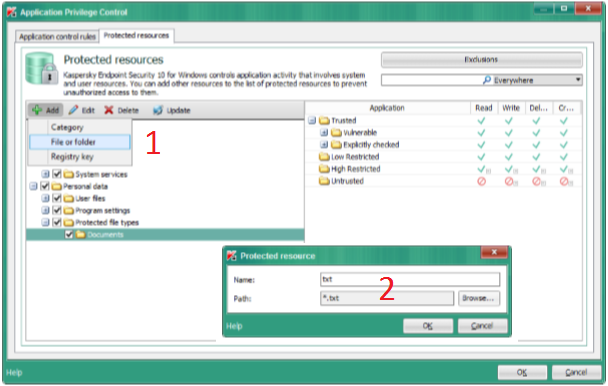 Application Privilege Control
Application control rules
Protected resources
Protected resources
Kaspersky Endpoint Security 10 for Windows controls application activity that involves system
and user resources. You can add other resources to the list of protected resources to prevent
unauthorized access to them.
Exclusions
Everywhere
Add Edit Delete Update
Category
File or folder
Registry key
1
System services
Personal data
User files
Program settings
Protected file types
Documents
Application Read Write Del... Cr...
Trusted
Vulnerable
Explicitly checked
Low Restricted
High Restricted
Untrusted
Protected resource
Name: txt
Path: *.txt Browse...
2
Help OK Cancel
Help OK Cancel